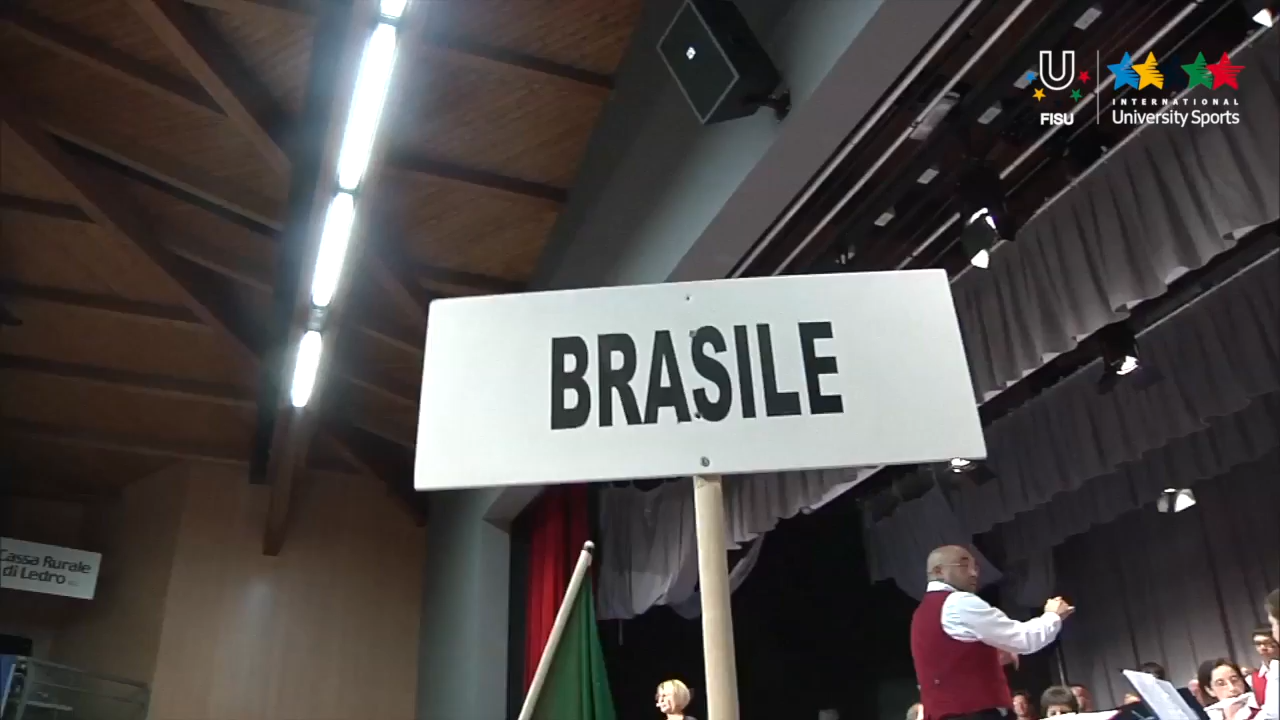 U
FISU
INTERNATIONAL
University Sports
BRASILE
Cassa Rurale
di Ledro